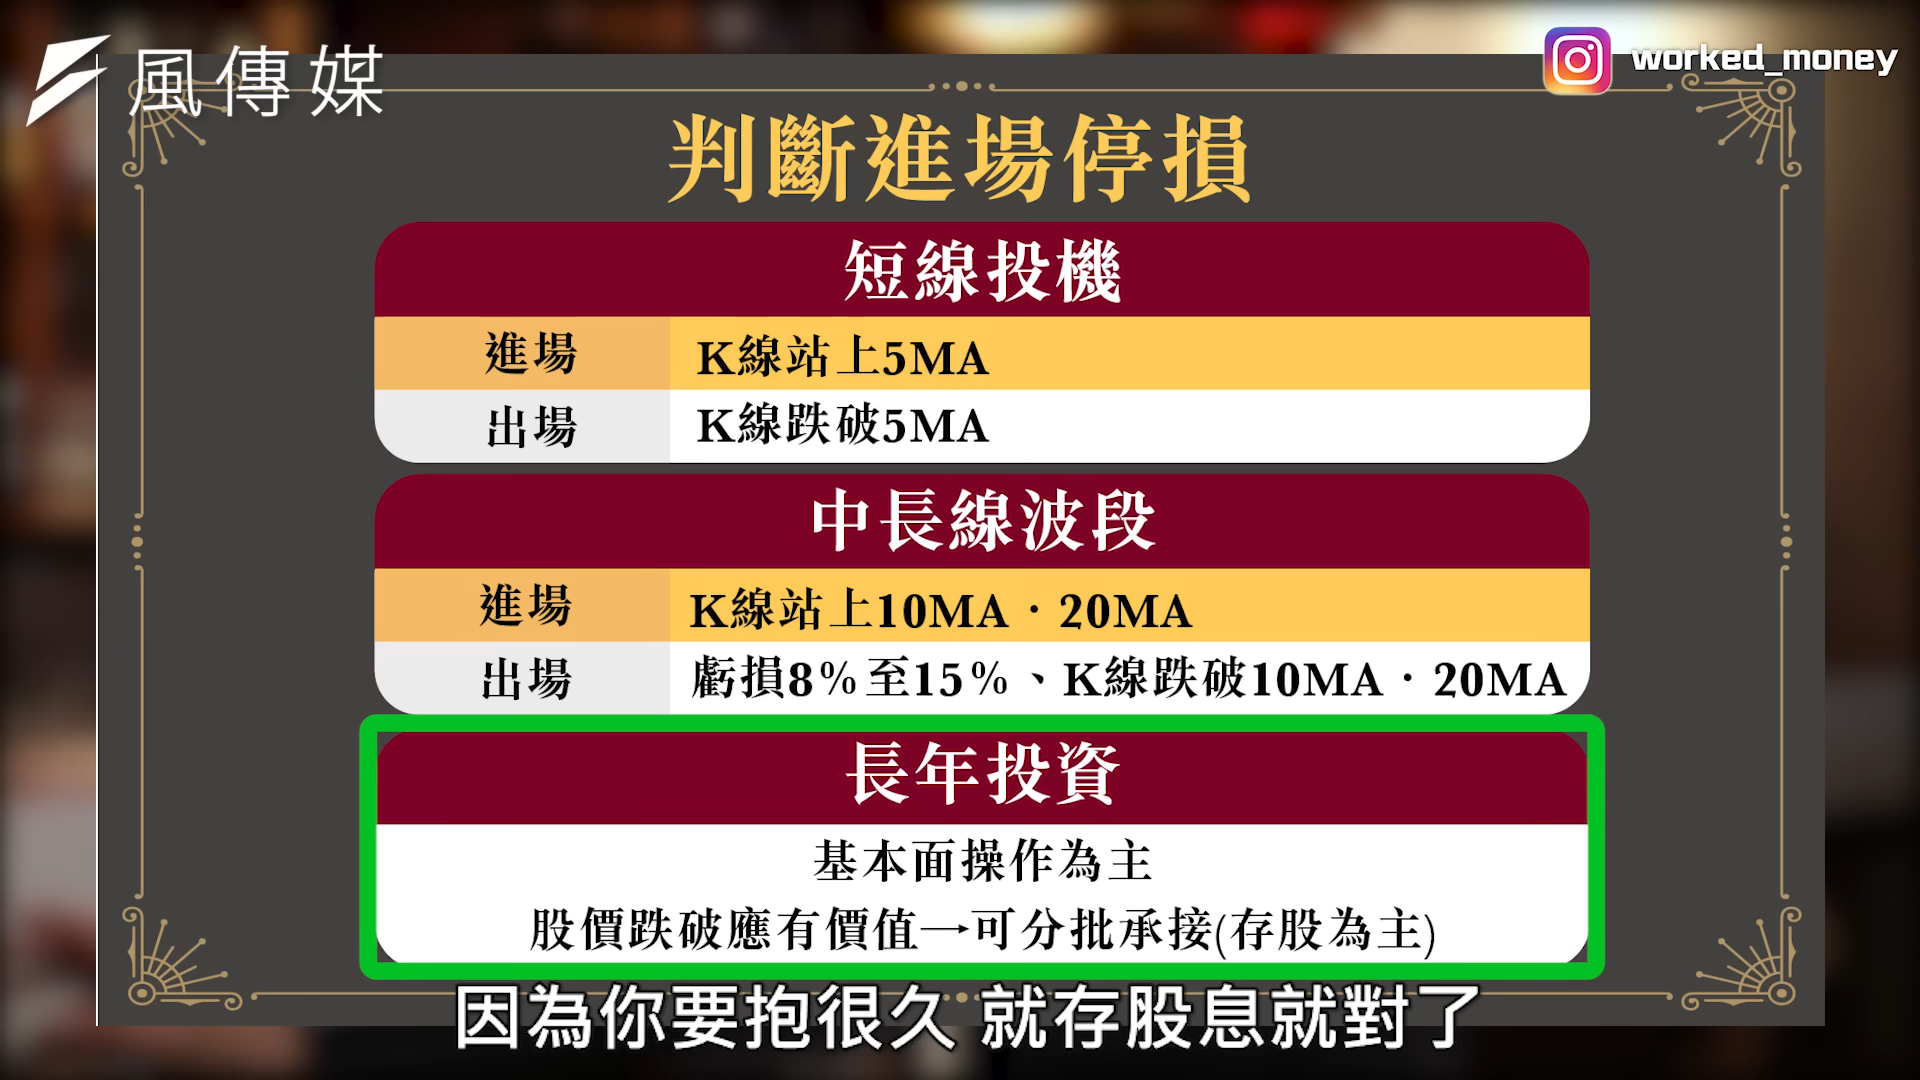 風傳媒
worked_money
判斷進場停損
短線投機
進場 K線站上5MA
出場 K線跌破5MA
中長線波段
進場 K線站上10MA·20MA
出場 虧損8%至15%、K線跌破10MA·20MA
長年投資
基本面操作為主
股價跌破應有價值→可分批承接(存股為主)
因為你要抱很久 就存股息就對了